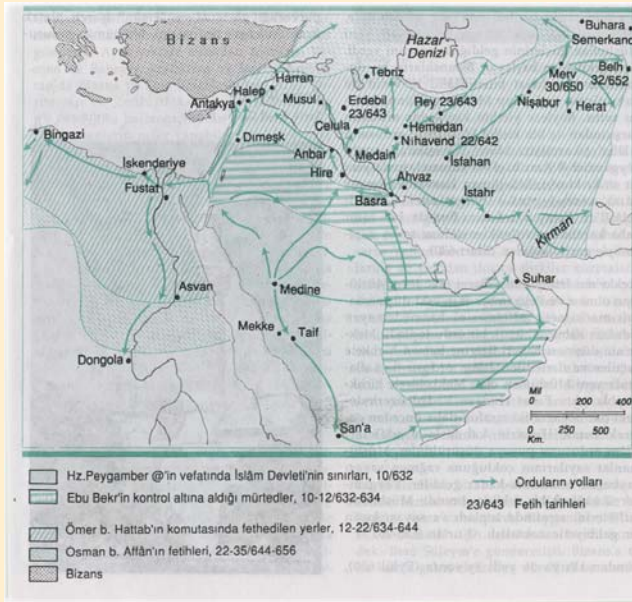 Bizans
Hazar
Denizi
Buhara
Semerkand
Tebriz
Harran
Halep
Antakya
Musul
Erdebil
23/643
Rey 23/643
Merv
30/650
Belh
32/652
Nişabur
Herat
Bingazi
Dımeşk
Celula
Hemedan
Nihavend 22/642
İskenderiye
Anbar
Medain
İsfahan
Fustat
Hire
Ahvaz
Basra
İstahr
Kirman
Asvan
Medine
Suhar
Mekke
Taif
Dongola
San'a
Mil
0 200 400
0 250 500
Km.
Hz.Peygamber @'in vefatında İslâm Devleti'nin sınırları, 10/632
Ebu Bekr'in kontrol altına aldığı mürtedler, 10-12/632-634
Ömer b. Hattab'ın komutasında fethedilen yerler, 12-22/634-644
Osman b. Affân'ın fetihleri, 22-35/644-656
Bizans
Orduların yolları
23/643 Fetih tarihleri